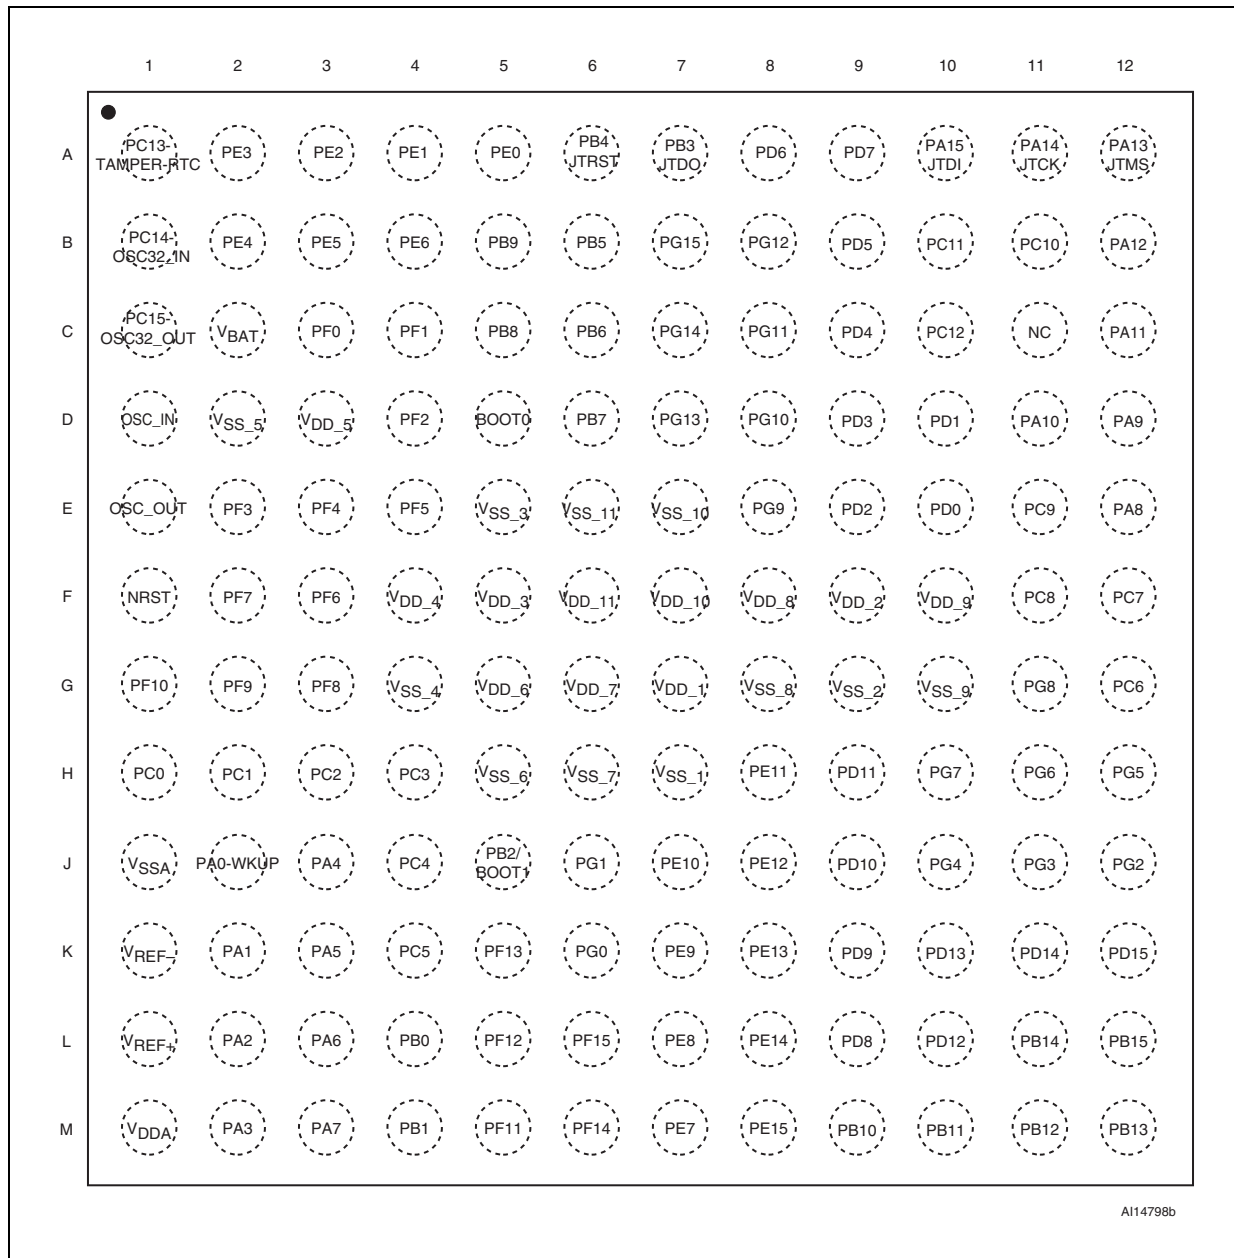 1 2 3 4 5 6 7 8 9 10 11 12
A PC13-TAMPER-RTC PE3 PE2 PE1 PE0 PB4 JTRST PB3 JTDO PD6 PD7 PA15 JTDI PA14 JTCK PA13 JTMS
B PC14-OSC32_IN PE4 PE5 PE6 PB9 PB5 PG15 PG12 PD5 PC11 PC10 PA12
C PC15-OSC32_OUT VBAT PF0 PF1 PB8 PB6 PG14 PG11 PD4 PC12 NC PA11
D OSC_IN VSS_5 VDD_5 PF2 BOOT0 PB7 PG13 PG10 PD3 PD1 PA10 PA9
E OSC_OUT PF3 PF4 PF5 VSS_3 VSS_11 VSS_10 PG9 PD2 PD0 PC9 PA8
F NRST PF7 PF6 VDD_4 VDD_3 VDD_11 VDD_10 VDD_8 VDD_2 VDD_9 PC8 PC7
G PF10 PF9 PF8 VSS_4 VDD_6 VDD_7 VDD_1 VSS_8 VSS_2 VSS_9 PG8 PC6
H PC0 PC1 PC2 PC3 VSS_6 VSS_7 VSS_1 PE11 PD11 PG7 PG6 PG5
J VSSA PA0-WKUP PA4 PC4 PB2/BOOT1 PG1 PE10 PE12 PD10 PG4 PG3 PG2
K VREF– PA1 PA5 PC5 PF13 PG0 PE9 PE13 PD9 PD13 PD14 PD15
L VREF+ PA2 PA6 PB0 PF12 PF15 PE8 PE14 PD8 PD12 PB14 PB15
M VDDA PA3 PA7 PB1 PF11 PF14 PE7 PE15 PB10 PB11 PB12 PB13
AI14798b